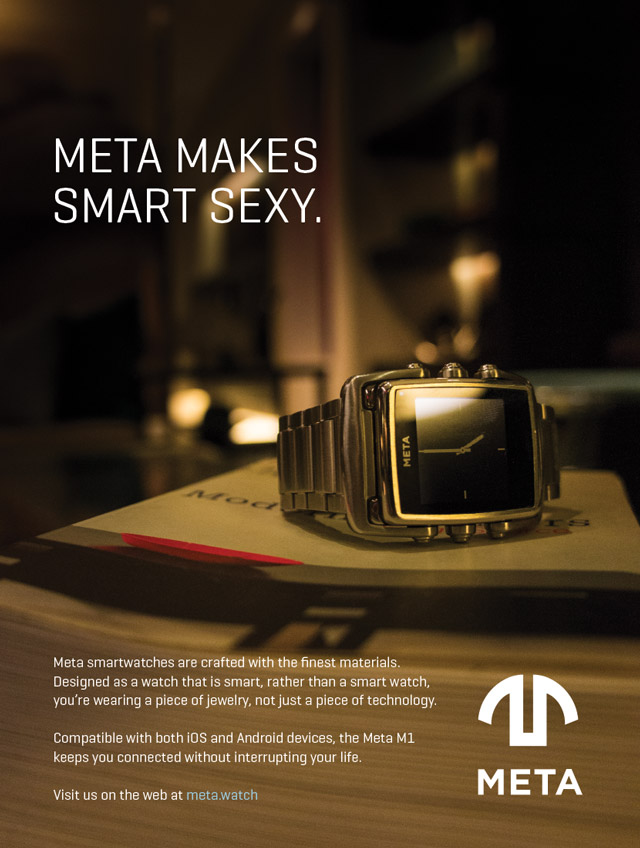 META MAKES
SMART SEXY.
META
Meta smartwatches are crafted with the finest materials.
Designed as a watch that is smart, rather than a smart watch,
you're wearing a piece of jewelry, not just a piece of technology.
Compatible with both iOS and Android devices, the Meta M1
keeps you connected without interrupting your life.
Visit us on the web at meta.watch
META